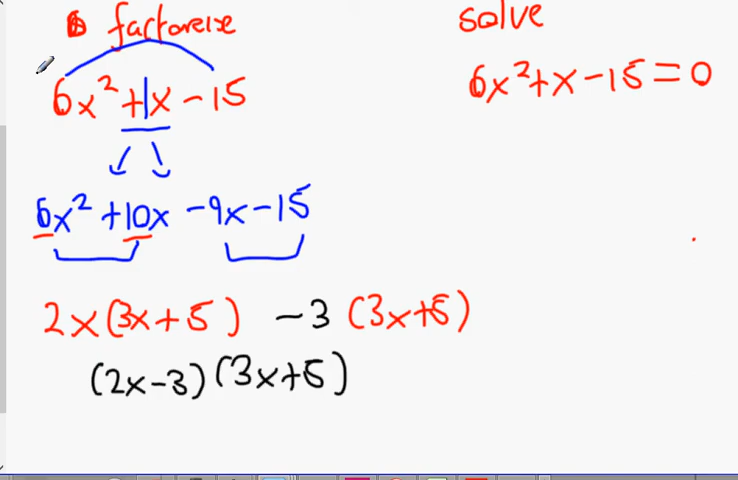 factoreise
6x² + 1x - 15
6x² + 10x - 9x - 15
2x (3x + 5) - 3 (3x + 5)
(2x - 3) (3x + 5)
solve
6x² + x - 15 = 0